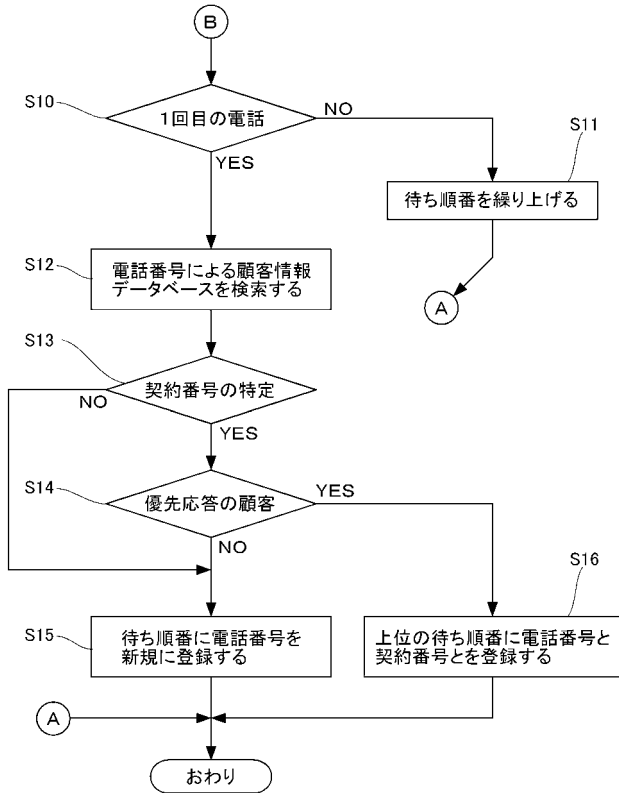 B
S10
1回目の電話
NO
YES
S11
待ち順番を繰り上げる
A
S12
電話番号による顧客情報
データベースを検索する
S13
契約番号の特定
NO
YES
S14
優先応答の顧客
YES
NO
S15
待ち順番に電話番号を
新規に登録する
S16
上位の待ち順番に電話番号と
契約番号とを登録する
A
おわり